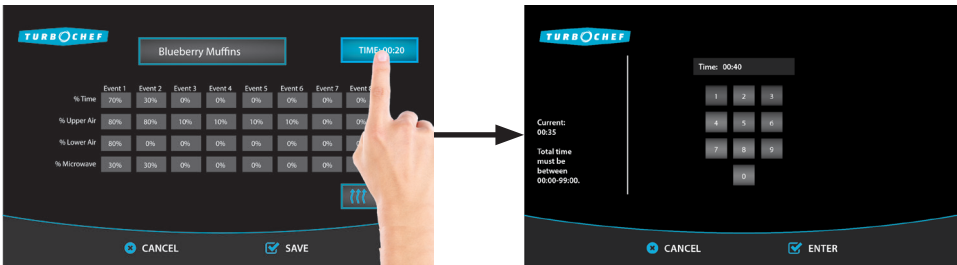 TURBOCHEF
Blueberry Muffins
TIME: 00:20
Event 1 Event 2 Event 3 Event 4 Event 5 Event 6 Event 7 Event
% Time 70% 30% 0% 0% 0% 0% 0% 0%
% Upper Air 80% 80% 10% 10% 10% 10% 0%
% Lower Air 80% 0% 0% 0% 0% 0% 0%
% Microwave 30% 30% 0% 0% 0% 0% 0%
CANCEL
SAVE
TURBOCHEF
Time: 00:40
1 2 3
4 5 6
7 8 9
0
Current:
00:35
Total time
must be
between
00:00-99:00.
CANCEL
ENTER